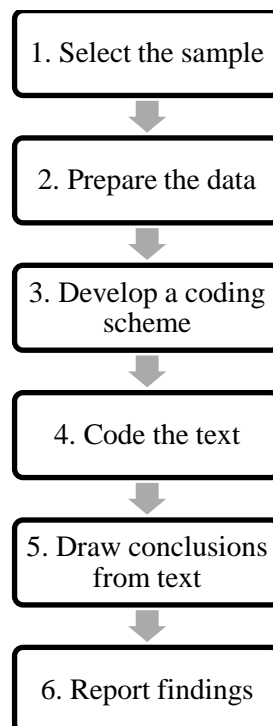 1. Select the sample
2. Prepare the data
3. Develop a coding
scheme
4. Code the text
5. Draw conclusions
from text
6. Report findings